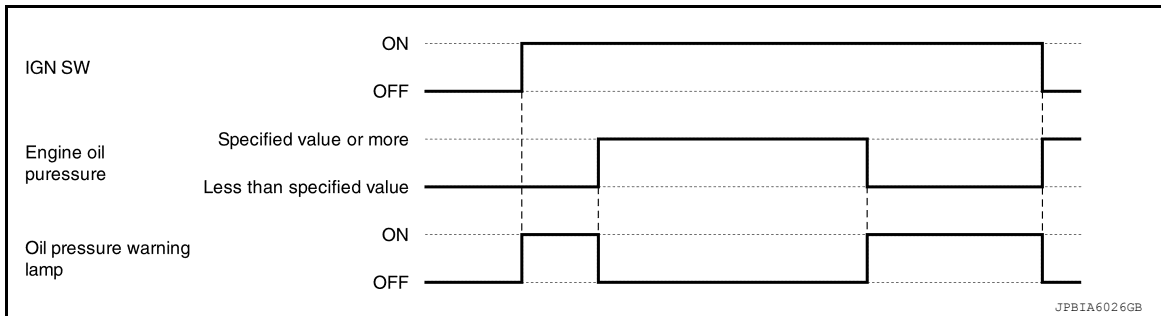 ON
IGN SW
OFF
Specified value or more
Engine oil
puressure
Less than specified value
ON
Oil pressure warning
lamp
OFF
JPBIA6026GB